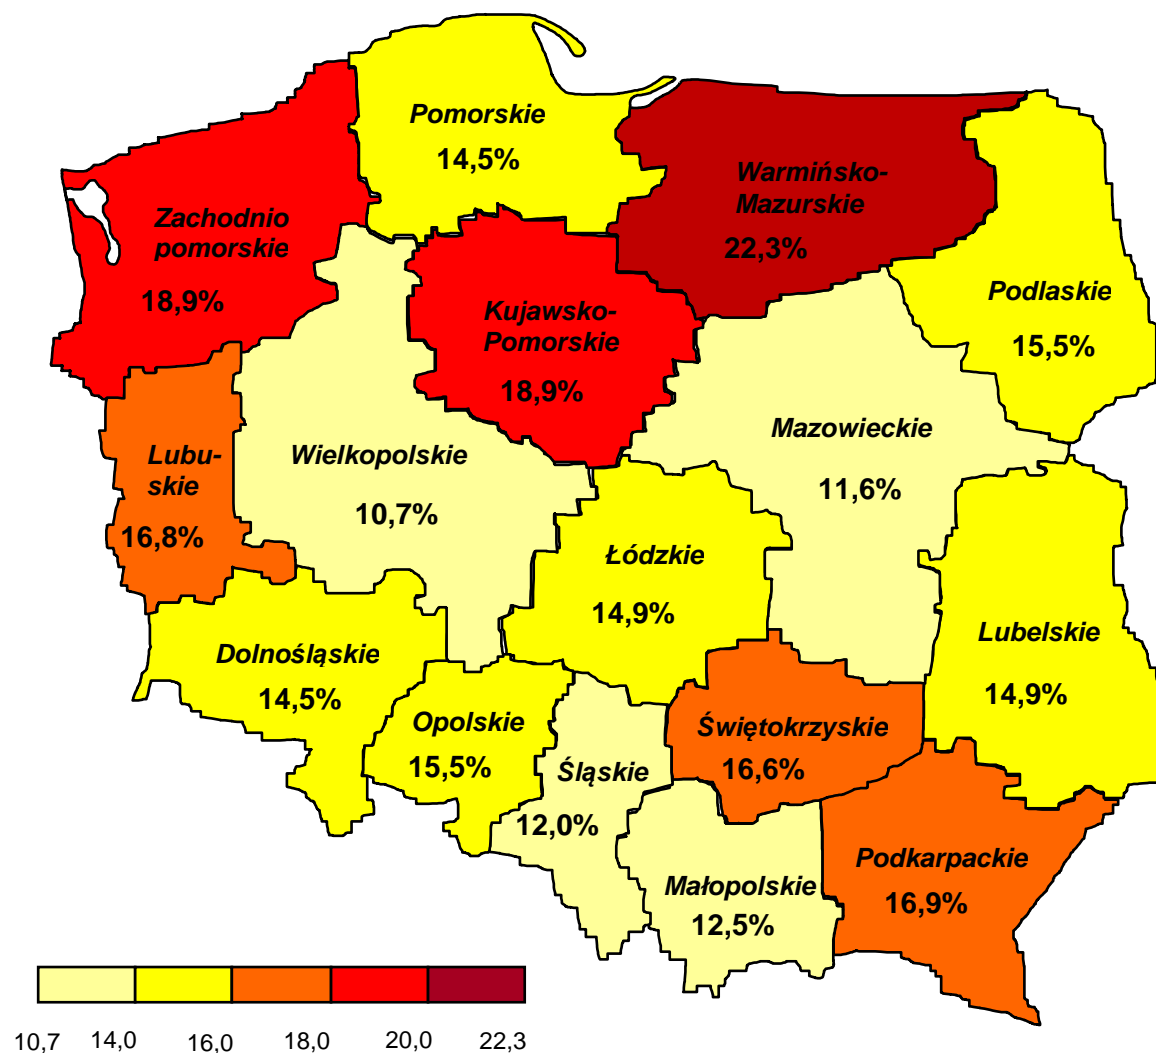 Pomorskie
14,5%
Warmińsko-
Mazurskie
22,3%
Zachodnio
pomorskie
18,9%
Podlaskie
15,5%
Kujawsko-
Pomorskie
18,9%
Mazowieckie
11,6%
Lubu-
skie
16,8%
Wielkopolskie
10,7%
Łódzkie
14,9%
Lubelskie
14,9%
Dolnośląskie
14,5%
Opolskie
15,5%
Śląskie
12,0%
Świętokrzyskie
16,6%
Małopolskie
12,5%
Podkarpackie
16,9%
10,7 14,0 16,0 18,0 20,0 22,3